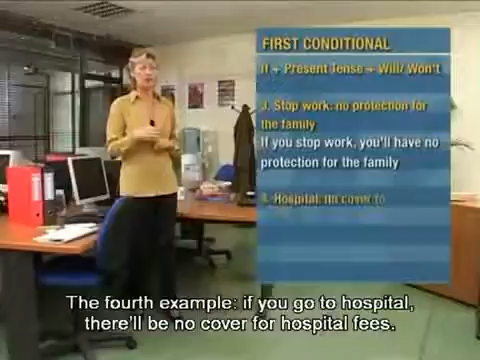 FIRST CONDITIONAL
If + Present Tense + Will/ Won't
3. Stop work: no protection for
the family
If you stop work, you'll have no
protection for the family
4. Hospital: no cover fo
The fourth example: if you go to hospital,
there'll be no cover for hospital fees.